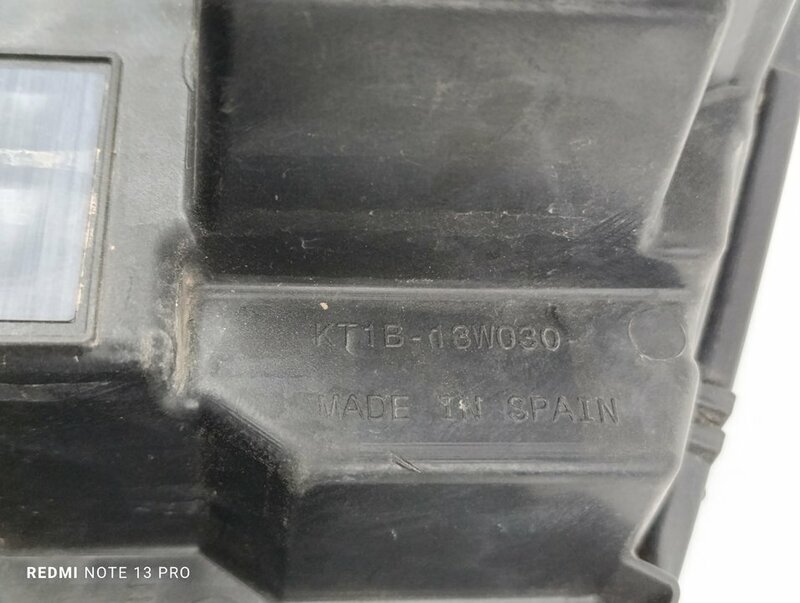 KT1B-13W030-
MADE IN SPAIN
REDMI NOTE 13 PRO